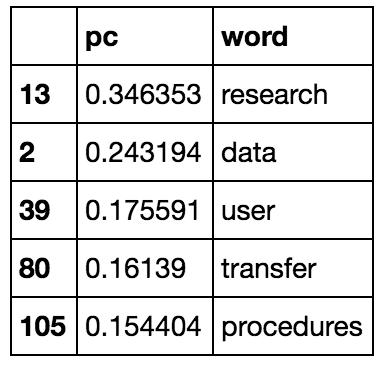 pc word
13 0.346353 research
2 0.243194 data
39 0.175591 user
80 0.16139 transfer
105 0.154404 procedures